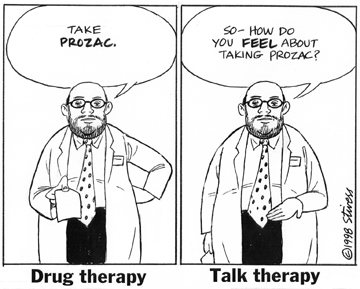 TAKE
PROZAC.
SO- HOW DO
YOU FEEL ABOUT
TAKING PROZAC?
Drug therapy
Talk therapy
©1998 Stivers